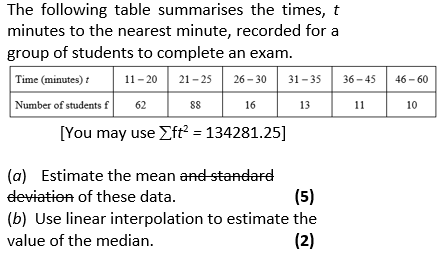 The following table summarises the times, t
minutes to the nearest minute, recorded for a
group of students to complete an exam.
Time (minutes) t 11 – 20 21 – 25 26 – 30 31 – 35 36 – 45 46 – 60
Number of students f 62 88 16 13 11 10
[You may use ∑ft² = 134281.25]
(a) Estimate the mean and standard
deviation of these data. (5)
(b) Use linear interpolation to estimate the
value of the median. (2)